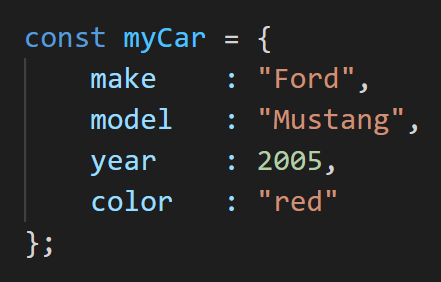 const myCar = {
    make    : "Ford",
    model   : "Mustang",
    year    : 2005,
    color   : "red"
};